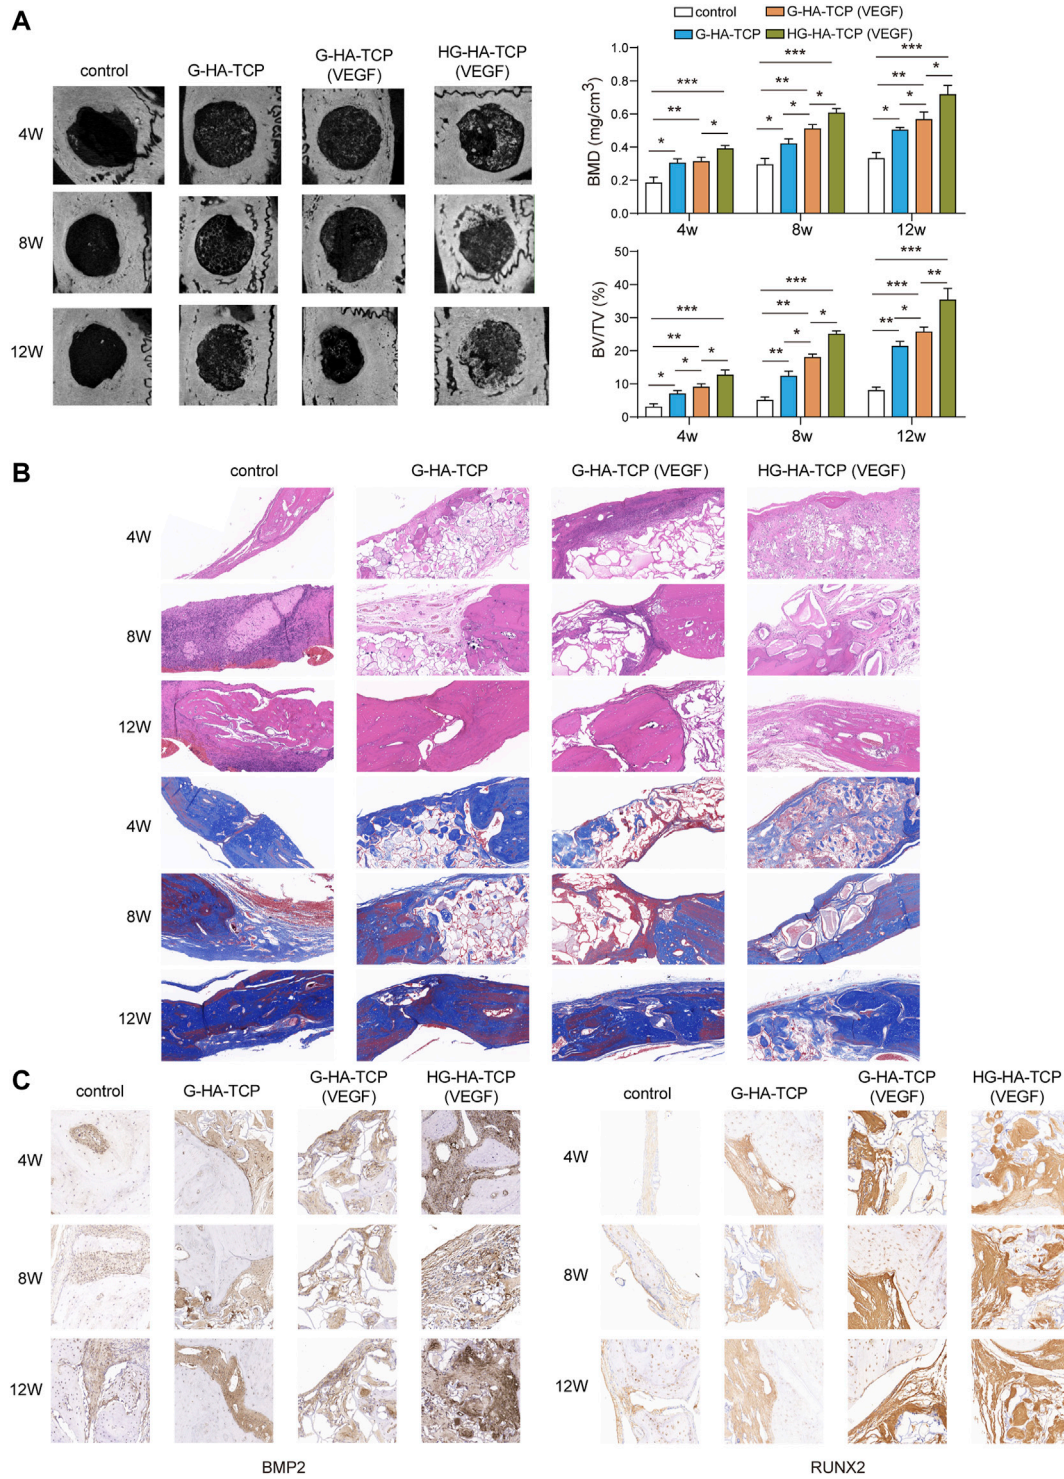 A
control
G-HA-TCP
G-HA-TCP
(VEGF)
HG-HA-TCP
(VEGF)
4W
8W
12W
control
G-HA-TCP (VEGF)
G-HA-TCP
HG-HA-TCP (VEGF)
BMD (mg/cm³)
1.0
0.8
0.6
0.4
0.2
0.0
*
**
***
*
*
**
***
*
*
*
**
***
*
*
4w
8w
12w
BV/TV (%)
50
40
30
20
10
0
*
**
***
*
*
**
**
***
*
*
**
***
***
*
**
4w
8w
12w
B
control
G-HA-TCP
G-HA-TCP (VEGF)
HG-HA-TCP (VEGF)
4W
8W
12W
4W
8W
12W
C
control
G-HA-TCP
G-HA-TCP
(VEGF)
HG-HA-TCP
(VEGF)
4W
8W
12W
BMP2
control
G-HA-TCP
G-HA-TCP
(VEGF)
HG-HA-TCP
(VEGF)
4W
8W
12W
RUNX2